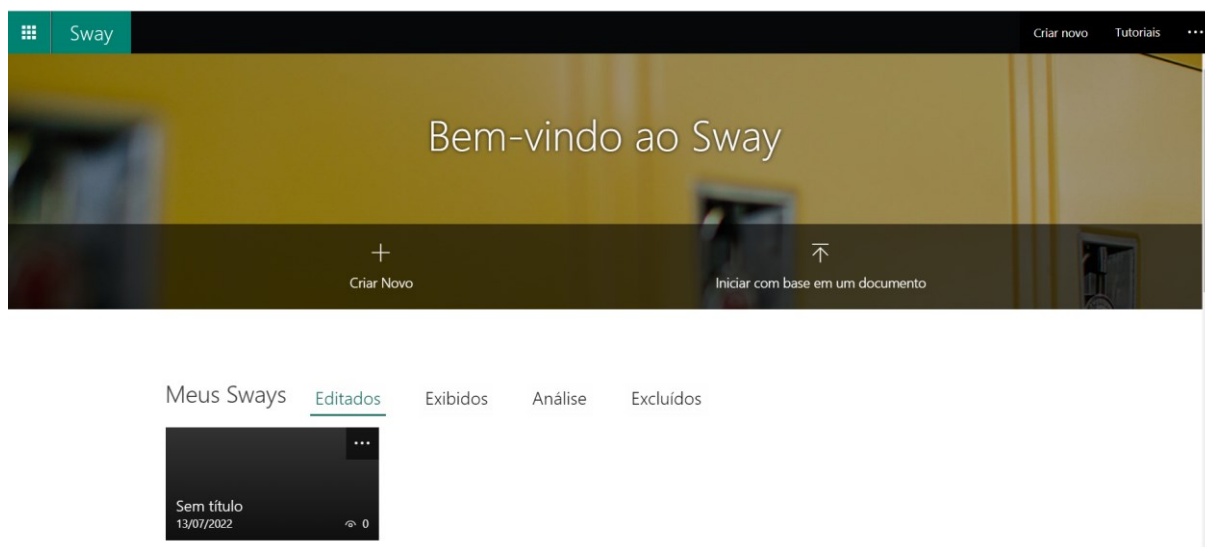 Sway
Criar novo Tutoriais
Bem-vindo ao Sway
Criar Novo
Iniciar com base em um documento
Meus Sways Editados Exibidos Análise Excluídos
Sem título
13/07/2022 0